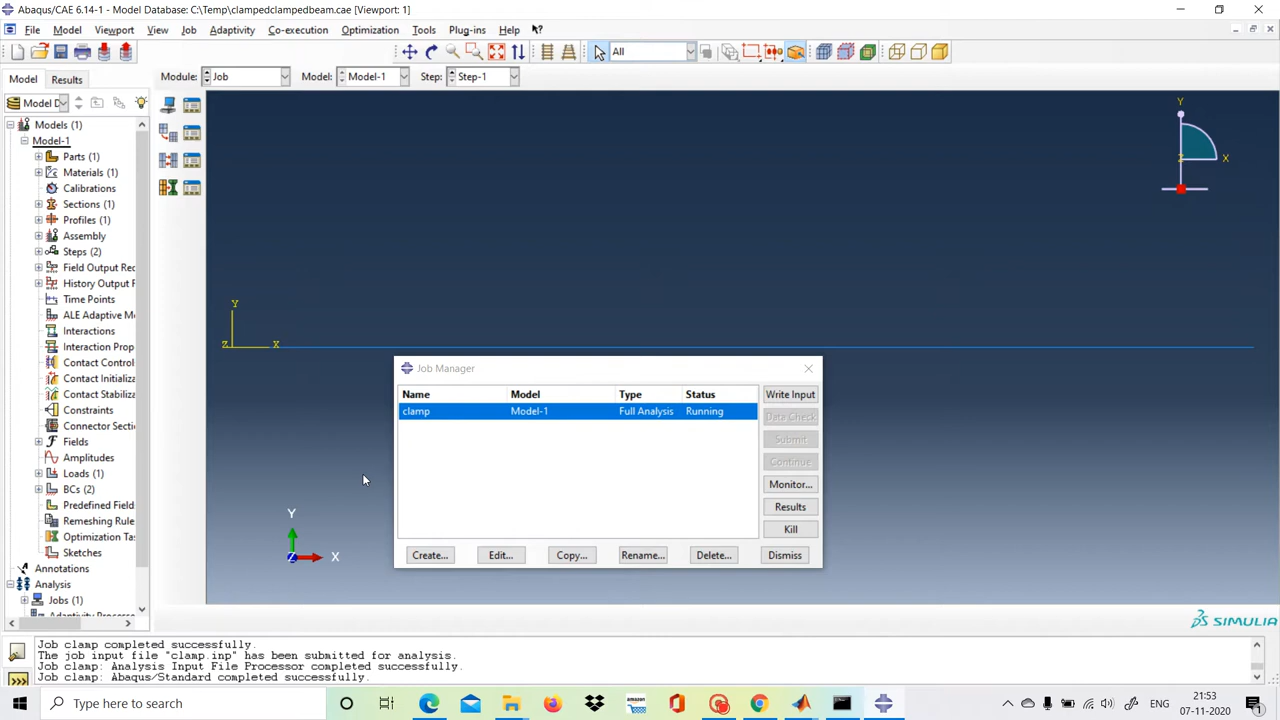 Abaqus/CAE 6.14-1 - Model Database: C:\Temp\clampedclampedbeam.cae [Viewport: 1]
File Model Viewport View Job Adaptivity Co-execution Optimization Tools Plug-ins Help
All
Model Results Module: Job Model: Model-1 Step: Step-1
Model D
Models (1)
Model-1
Parts (1)
Materials (1)
Calibrations
Sections (1)
Profiles (1)
Assembly
Steps (2)
Field Output Rec
History Output F
Time Points
ALE Adaptive M
Interactions
Interaction Prop
Contact Control
Contact Initializa
Contact Stabiliza
Constraints
Connector Secti
Fields
Amplitudes
Loads (1)
BCs (2)
Predefined Field
Remeshing Rule
Optimization Tas
Sketches
Annotations
Analysis
Jobs (1)
Adaptivity Processe
Y
Z X
Y
Z X
Y
Z X
Job Manager
Name Model Type Status
clamp Model-1 Full Analysis Running
Write Input
Data Check
Submit
Continue
Monitor...
Results
Kill
Create... Edit... Copy... Rename... Delete... Dismiss
SIMULIA
Job clamp completed successfully.
The job input file "clamp.inp" has been submitted for analysis.
Job clamp: Analysis Input File Processor completed successfully.
Job clamp: Abaqus/Standard completed successfully.
>>>
Type here to search
amazon
ENG
21:53
07-11-2020
1